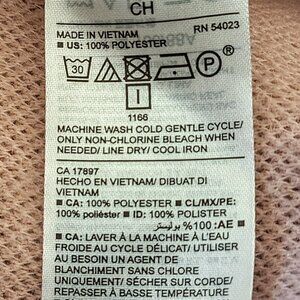 CH
MADE IN VIETNAM RN 54023
■ US: 100% POLYESTER
30 P
I
1166
MACHINE WASH COLD GENTLE CYCLE/
ONLY NON-CHLORINE BLEACH WHEN
NEEDED/ LINE DRY/ COOL IRON
CA 17897
HECHO EN VIETNAM/ DIBUAT DI
VIETNAM
■ CA: 100% POLYESTER ■ CL/MX/PE:
100% poliéster ■ ID: 100% POLISTER
■ AE: %100 بوليستر
■ CA: LAVER À LA MACHINE À L'EAU
FROIDE AU CYCLE DÉLICAT/ UTILISER
AU BESOIN UN AGENT DE
BLANCHIMENT SANS CHLORE
UNIQUEMENT/ SÉCHER SUR CORDE/
REPASSER À BASSE TEMPÉRATURE